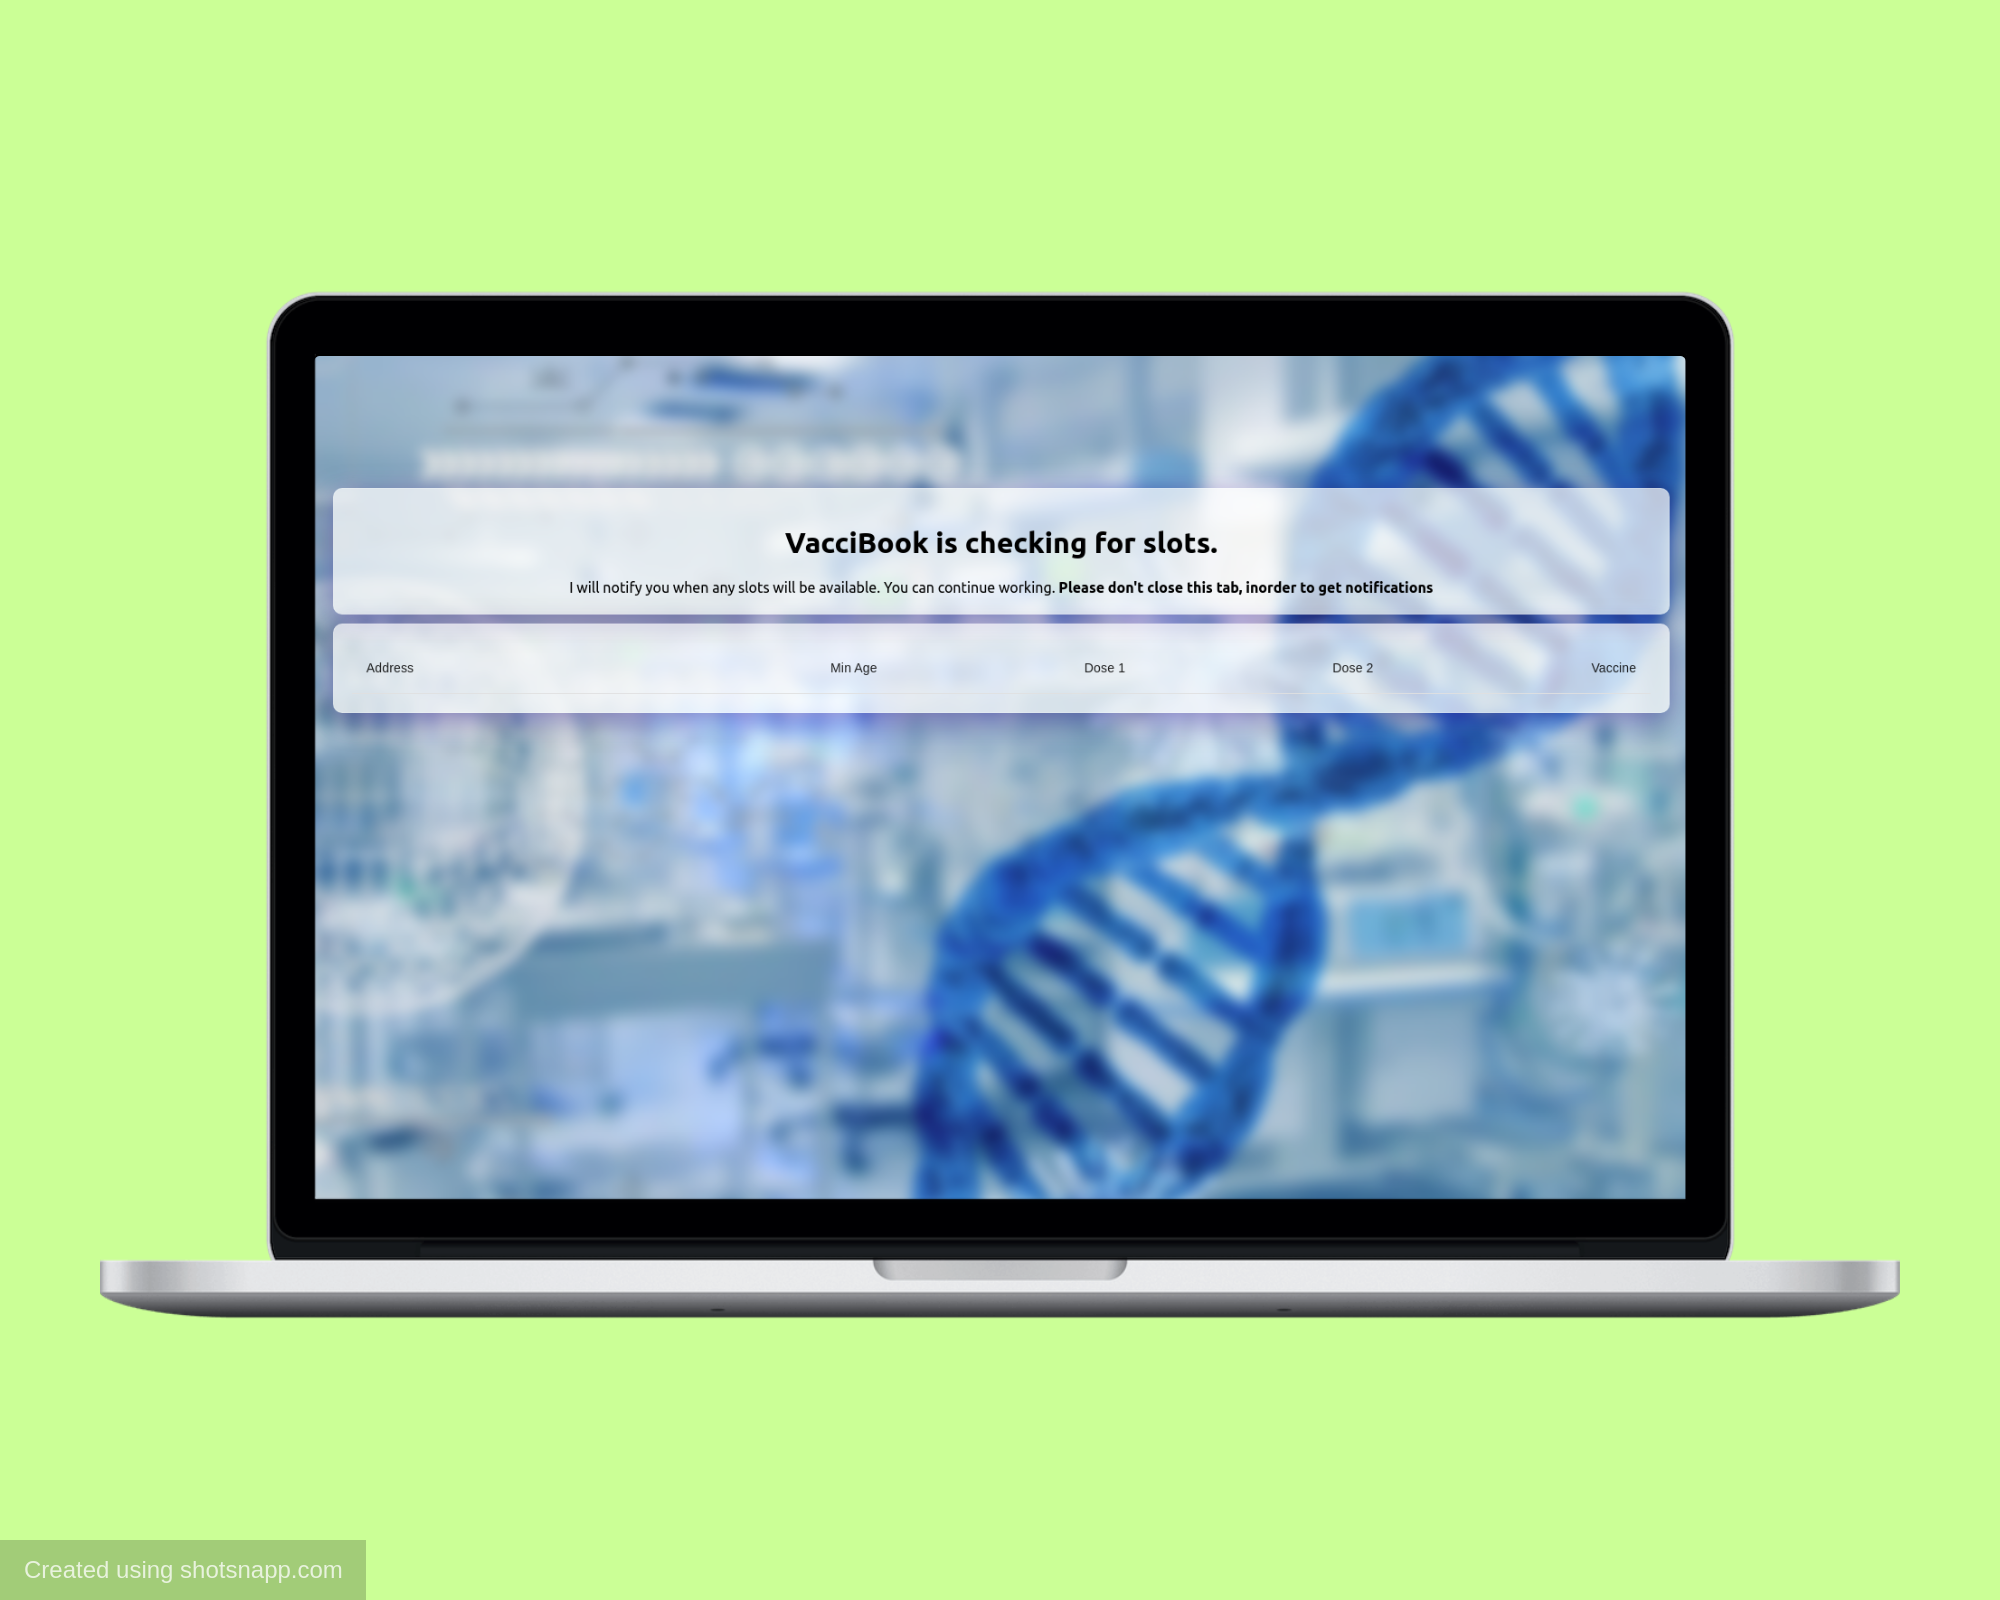 VacciBook is checking for slots.
I will notify you when any slots will be available. You can continue working. Please don't close this tab, inorder to get notifications
Address Min Age Dose 1 Dose 2 Vaccine
Created using shotsnapp.com